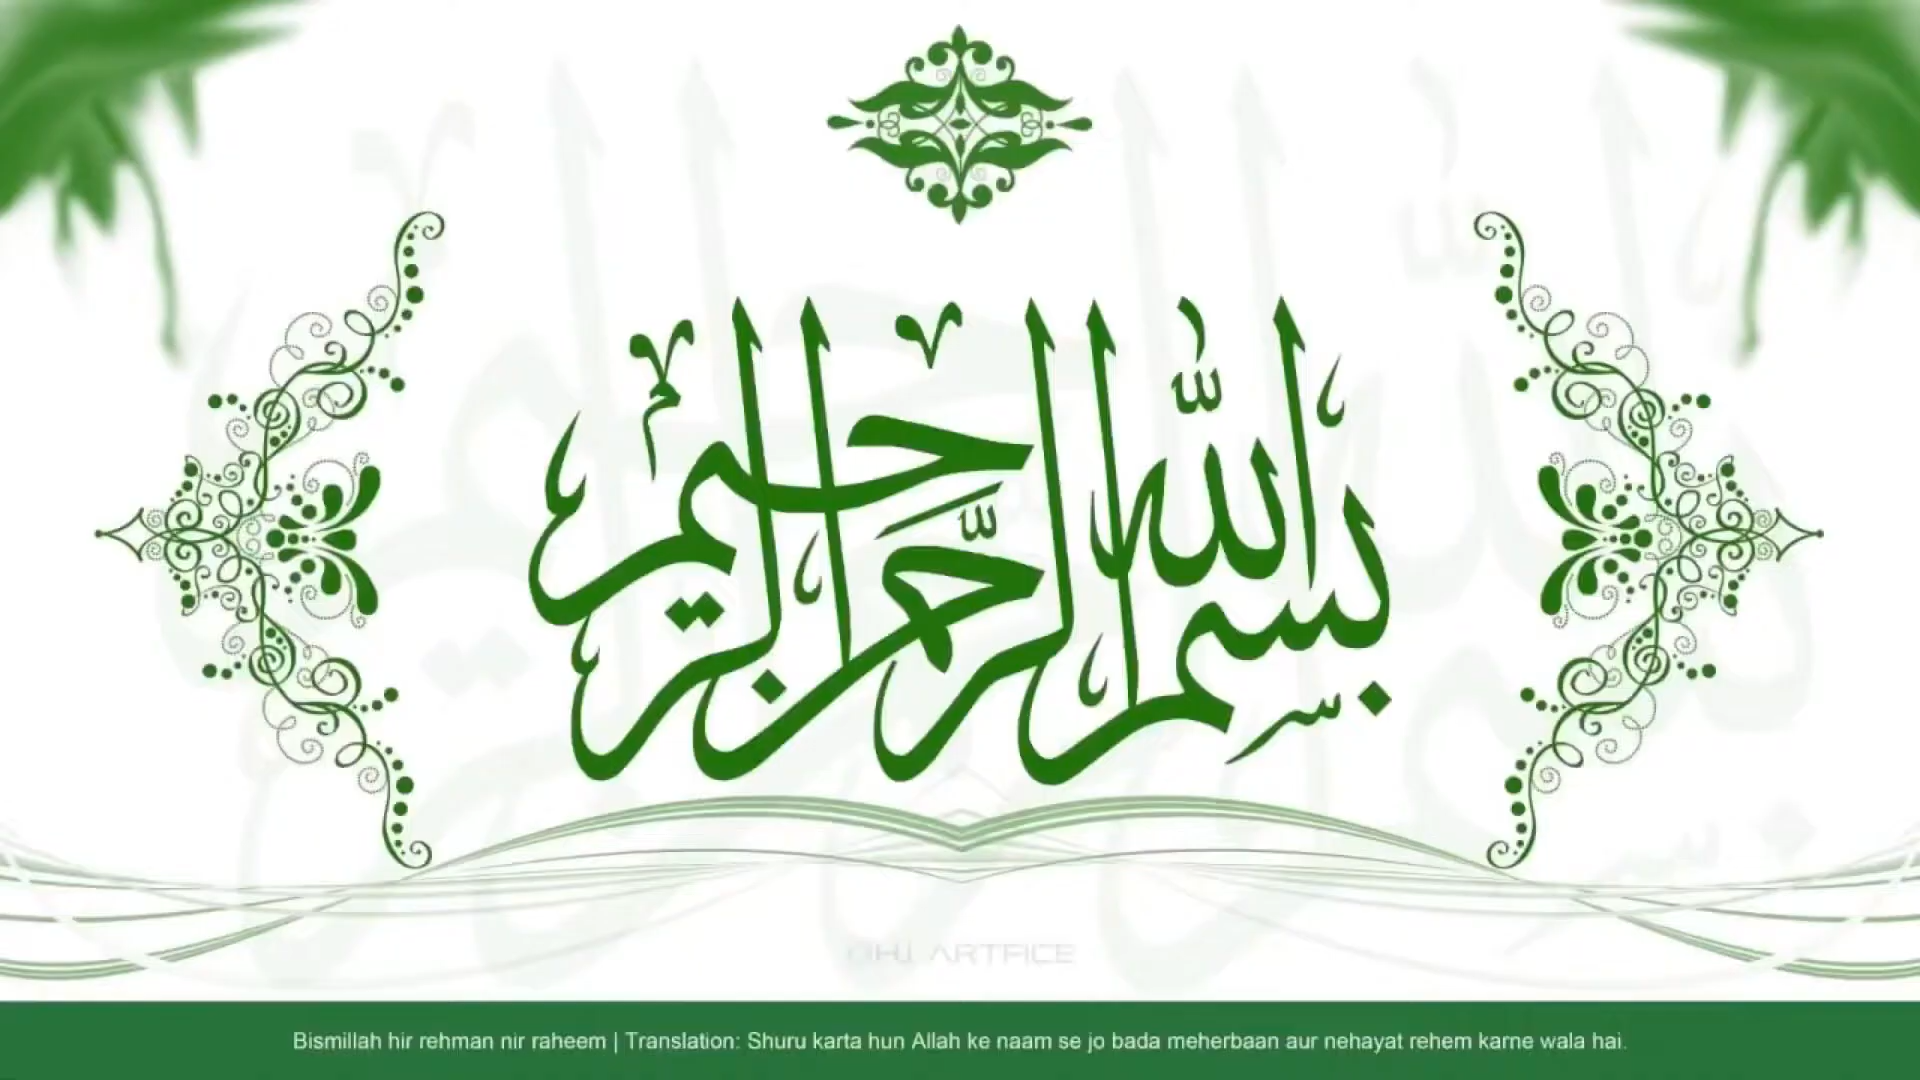 بسم الله الرحمن الرحيم
Bismillah hir rehman nir raheem | Translation: Shuru karta hun Allah ke naam se jo bada meherbaan aur nehayat rehem karne wala hai.